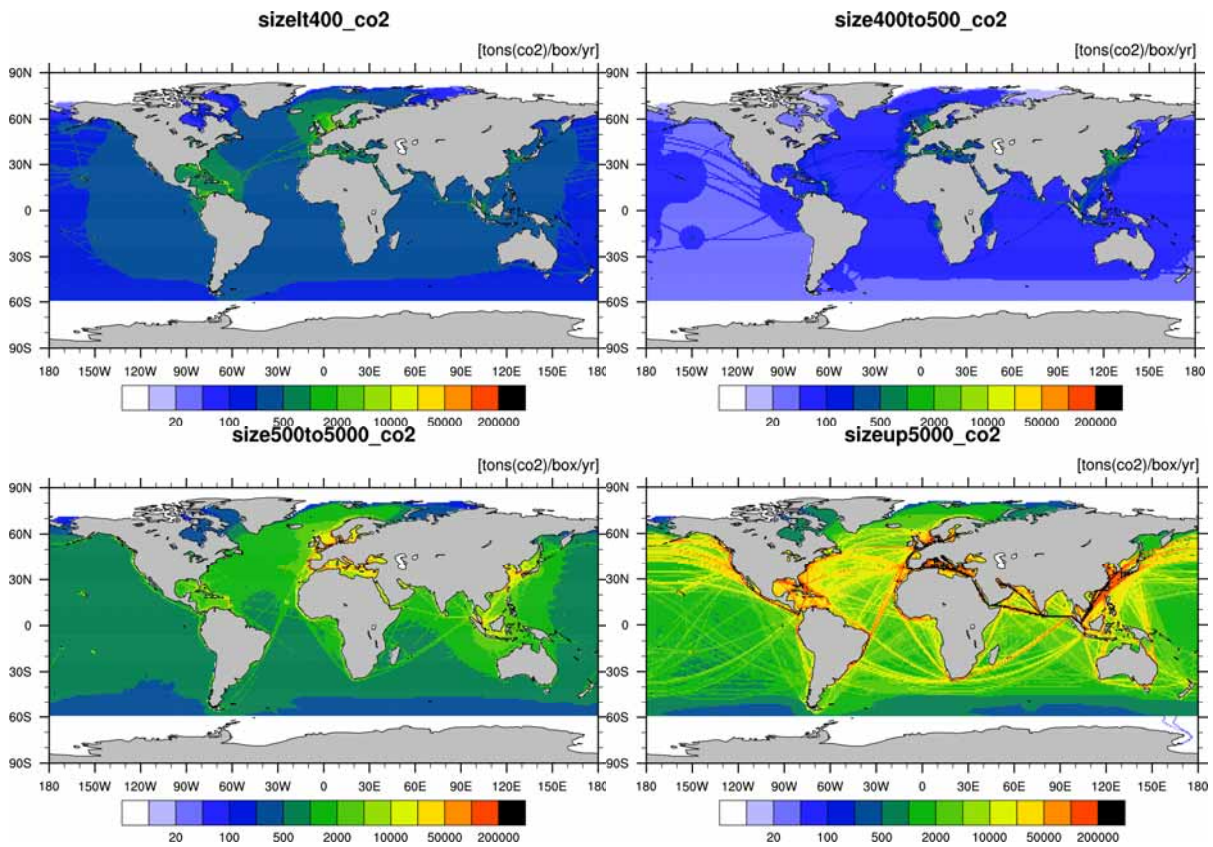 sizelt400_co2
[tons(co2)/box/yr]
90N
60N
30N
0
30S
60S
90S
180 150W 120W 90W 60W 30W 0 30E 60E 90E 120E 150E 180
20 100 500 2000 10000 50000 200000
size400to500_co2
[tons(co2)/box/yr]
90N
60N
30N
0
30S
60S
90S
180 150W 120W 90W 60W 30W 0 30E 60E 90E 120E 150E 180
20 100 500 2000 10000 50000 200000
size500to5000_co2
[tons(co2)/box/yr]
90N
60N
30N
0
30S
60S
90S
180 150W 120W 90W 60W 30W 0 30E 60E 90E 120E 150E 180
20 100 500 2000 10000 50000 200000
sizeup5000_co2
[tons(co2)/box/yr]
90N
60N
30N
0
30S
60S
90S
180 150W 120W 90W 60W 30W 0 30E 60E 90E 120E 150E 180
20 100 500 2000 10000 50000 200000